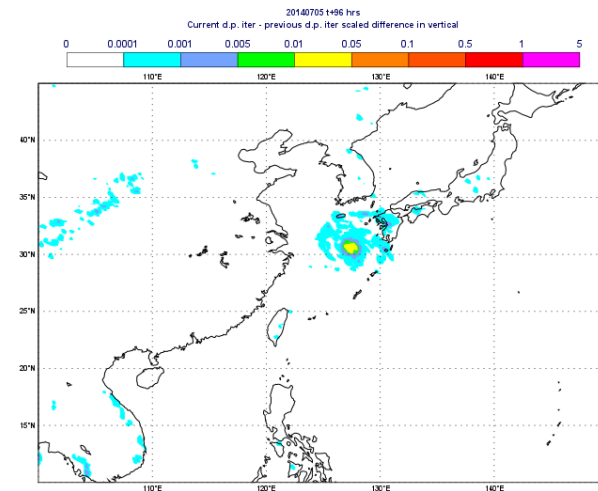 20140705 t+96 hrs
Current d.p. iter - previous d.p. iter scaled difference in vertical
0 0.0001 0.001 0.005 0.01 0.05 0.1 0.5 1 5
110°E 120°E 130°E 140°E
40°N
35°N
30°N
25°N
20°N
15°N
110°E 120°E 130°E 140°E